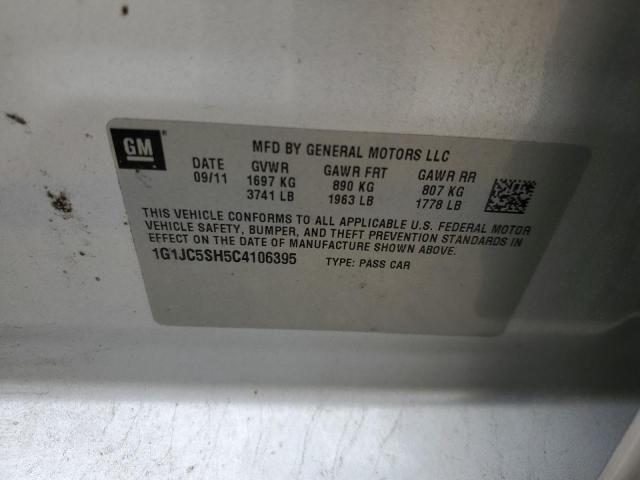 GM®
MFD BY GENERAL MOTORS LLC
DATE GVWR GAWR FRT GAWR RR
09/11 1697 KG 890 KG 807 KG
3741 LB 1963 LB 1778 LB
THIS VEHICLE CONFORMS TO ALL APPLICABLE U.S. FEDERAL MOTOR
VEHICLE SAFETY, BUMPER, AND THEFT PREVENTION STANDARDS IN
EFFECT ON THE DATE OF MANUFACTURE SHOWN ABOVE.
1G1JC5SH5C4106395 TYPE: PASS CAR